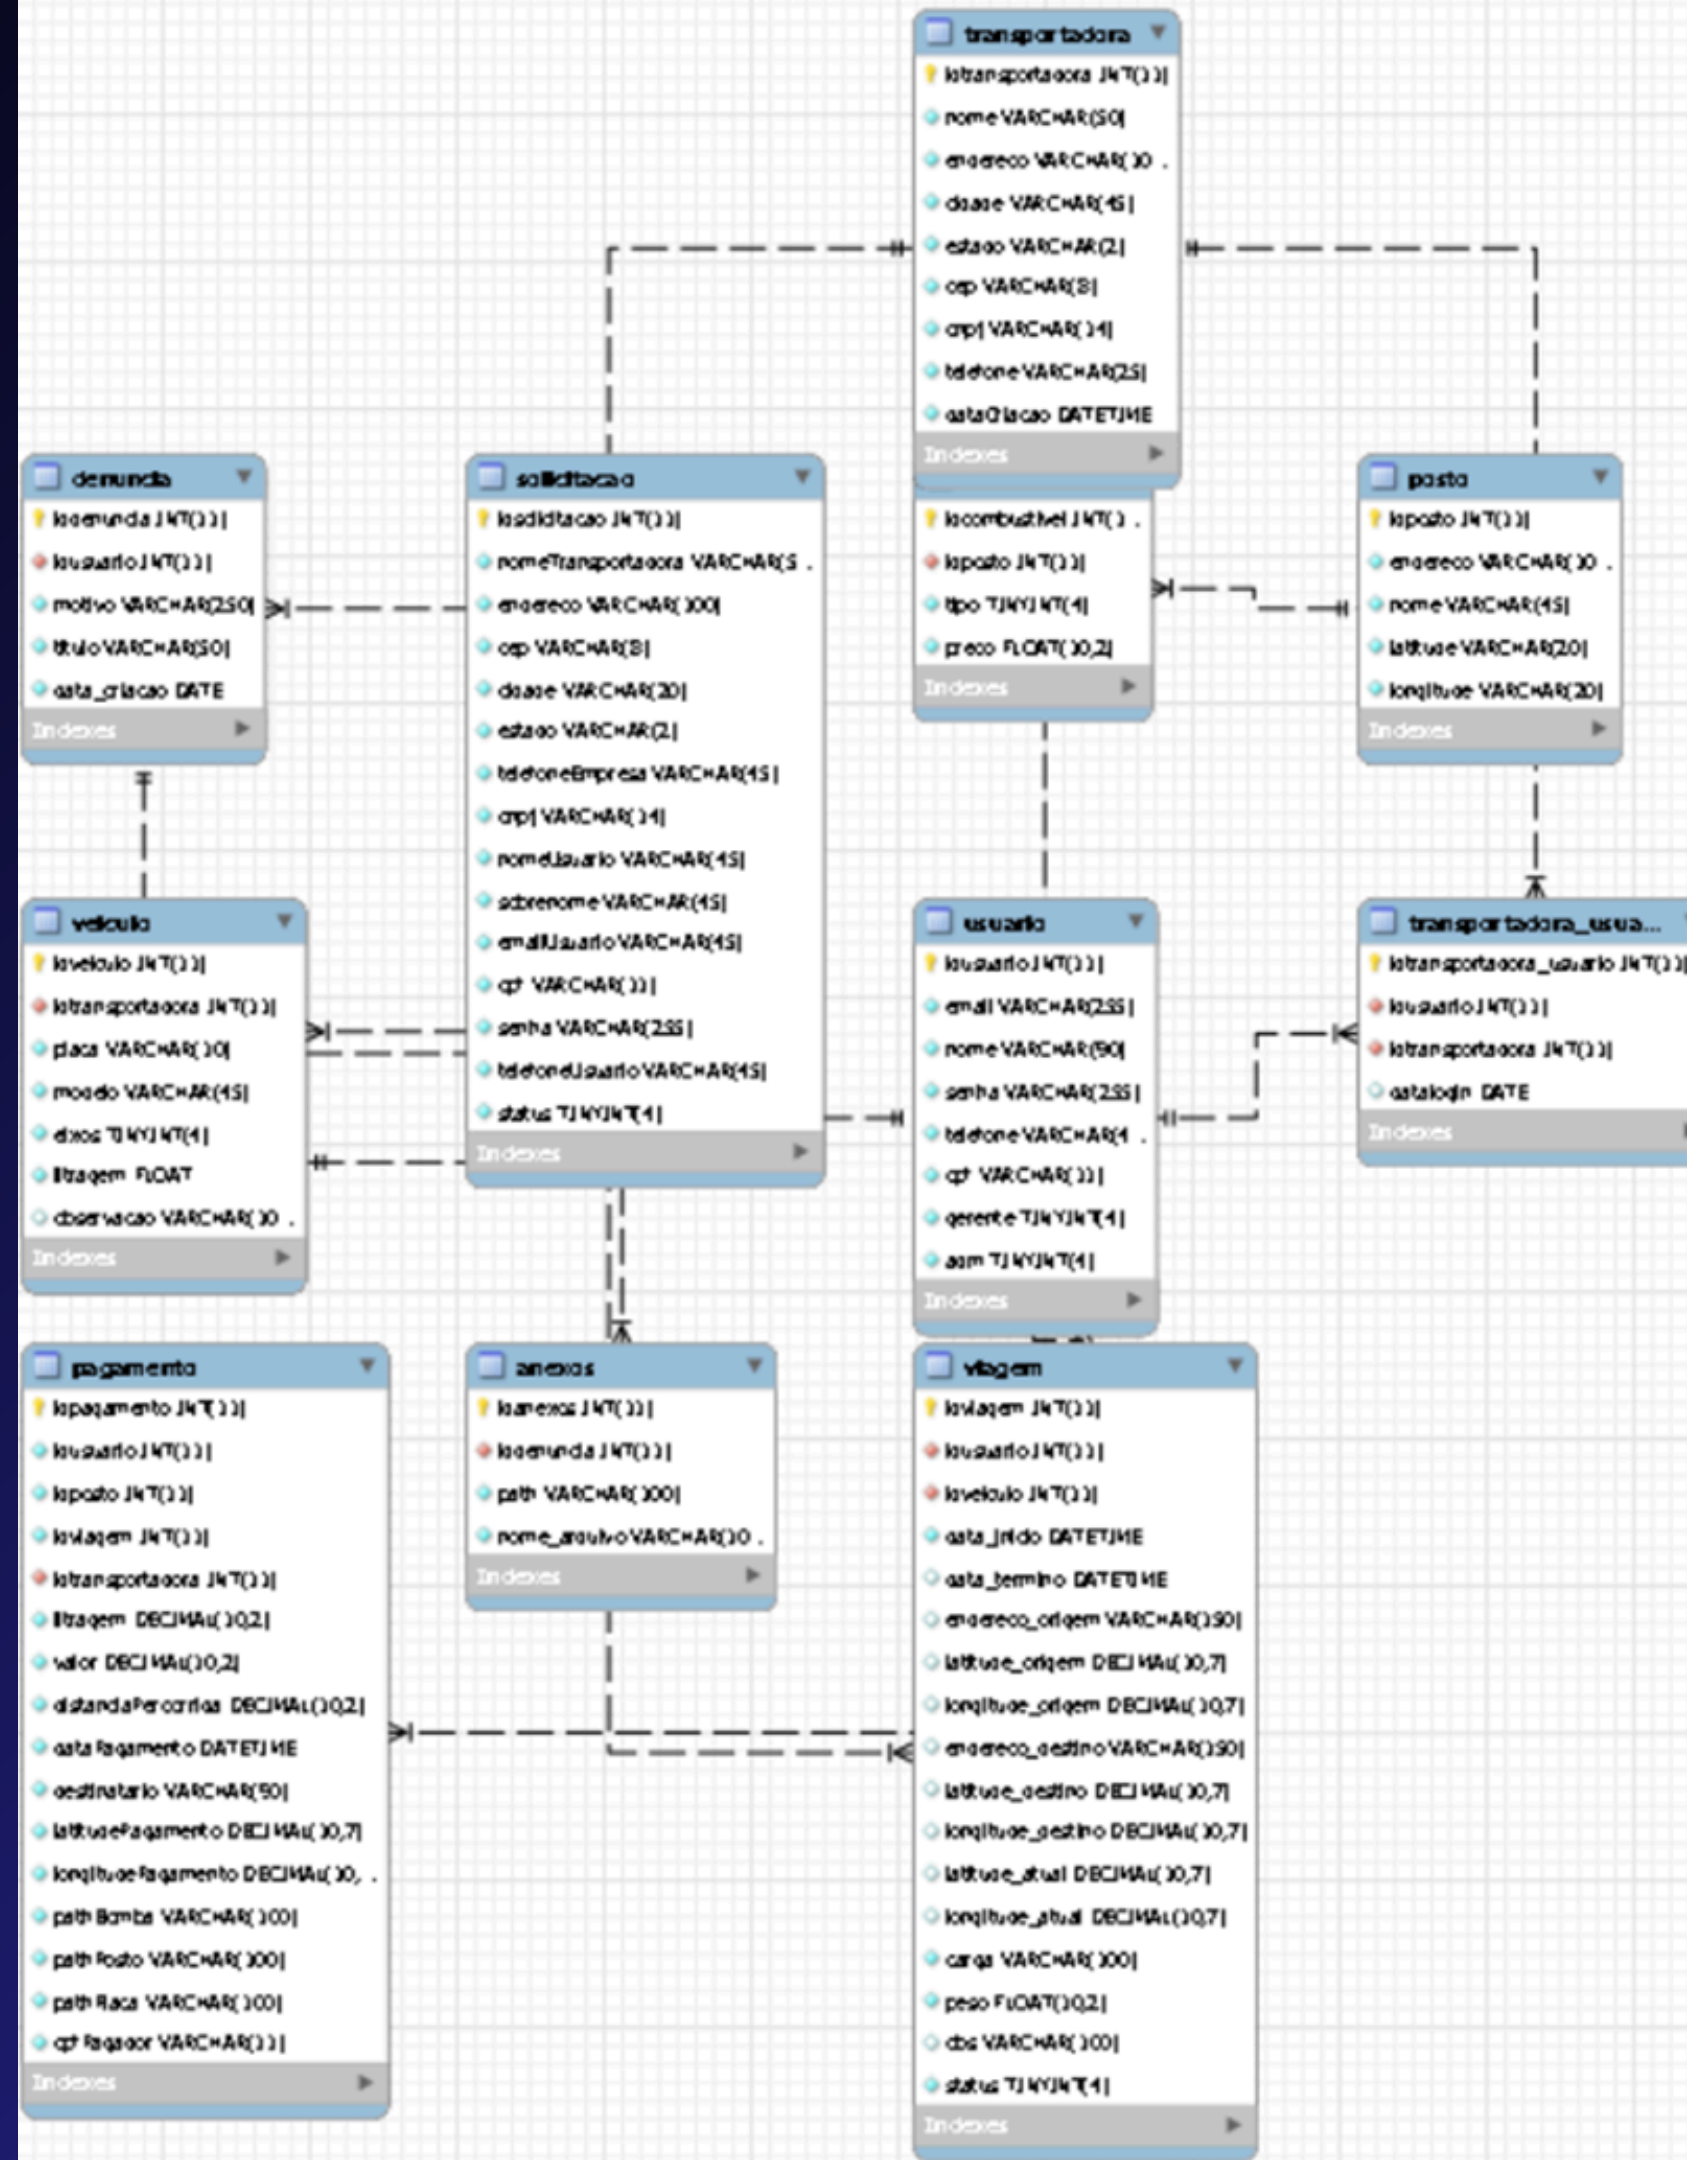 transportadora
idtransportadora INT(11)
nome VARCHAR(50)
endereco VARCHAR(10...
cidade VARCHAR(45)
estado VARCHAR(2)
cep VARCHAR(8)
cnpj VARCHAR(14)
telefone VARCHAR(25)
dataCriacao DATETIME
Indexes
denuncia
iddenuncia INT(11)
idusuario INT(11)
motivo VARCHAR(250)
titulo VARCHAR(50)
data_criacao DATE
Indexes
solicitacao
idsolicitacao INT(11)
nomeTransportadora VARCHAR(5...
endereco VARCHAR(100)
cep VARCHAR(8)
cidade VARCHAR(20)
estado VARCHAR(2)
telefoneEmpresa VARCHAR(45)
cnpj VARCHAR(14)
nomeUsuario VARCHAR(45)
sobrenome VARCHAR(45)
emailUsuario VARCHAR(45)
cpf VARCHAR(11)
senha VARCHAR(255)
telefoneUsuario VARCHAR(45)
status TINYINT(4)
Indexes
idcombustivel INT(1...
idposto INT(11)
tipo TINYINT(4)
preco FLOAT(10,2)
Indexes
posto
idposto INT(11)
endereco VARCHAR(10...
nome VARCHAR(45)
latitude VARCHAR(20)
longitude VARCHAR(20)
Indexes
veiculo
idveiculo INT(11)
idtransportadora INT(11)
placa VARCHAR(10)
modelo VARCHAR(45)
eixos TINYINT(4)
litragem FLOAT
observacao VARCHAR(10...
Indexes
usuario
idusuario INT(11)
email VARCHAR(255)
nome VARCHAR(90)
senha VARCHAR(255)
telefone VARCHAR(4...
cpf VARCHAR(11)
gerente TINYINT(4)
adm TINYINT(4)
Indexes
transportadora_usua...
idtransportadora_usuario INT(11)
idusuario INT(11)
idtransportadora INT(11)
datalogin DATE
Indexes
pagamento
idpagamento INT(11)
idusuario INT(11)
idposto INT(11)
idviagem INT(11)
idtransportadora INT(11)
litragem DECIMAL(10,2)
valor DECIMAL(10,2)
distanciaPercorrida DECIMAL(10,2)
dataPagamento DATETIME
destinatario VARCHAR(90)
latitudePagamento DECIMAL(10,7)
longitudePagamento DECIMAL(10,...
pathBomba VARCHAR(100)
pathPosto VARCHAR(100)
pathPlaca VARCHAR(100)
cpfPagador VARCHAR(11)
Indexes
anexos
idanexos INT(11)
iddenuncia INT(11)
path VARCHAR(100)
nome_arquivo VARCHAR(10...
Indexes
viagem
idviagem INT(11)
idusuario INT(11)
idveiculo INT(11)
data_inicio DATETIME
data_termino DATETIME
endereco_origem VARCHAR(150)
latitude_origem DECIMAL(10,7)
longitude_origem DECIMAL(10,7)
endereco_destino VARCHAR(150)
latitude_destino DECIMAL(10,7)
longitude_destino DECIMAL(10,7)
latitude_atual DECIMAL(10,7)
longitude_atual DECIMAL(10,7)
carga VARCHAR(100)
peso FLOAT(10,2)
obs VARCHAR(100)
status TINYINT(4)
Indexes